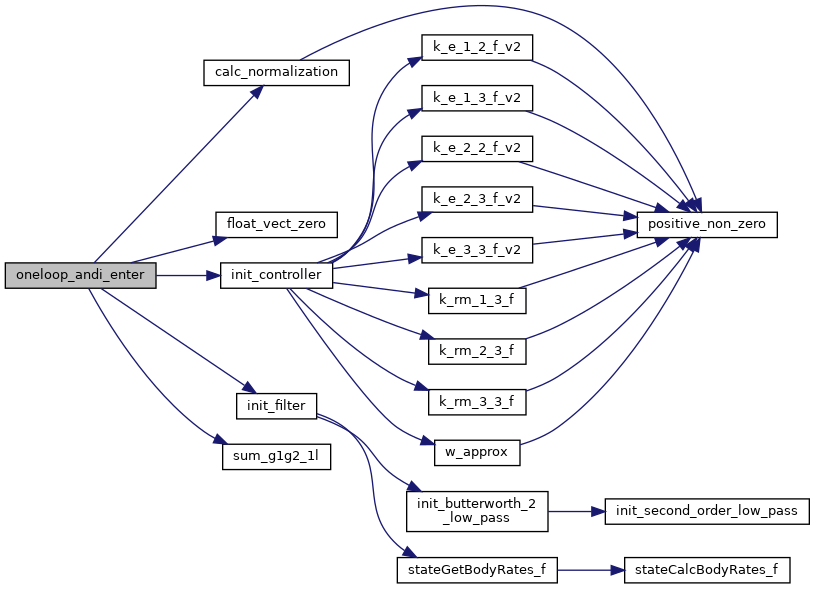 oneloop_andi_enter
calc_normalization
float_vect_zero
init_controller
init_filter
sum_g1g2_1l
k_e_1_2_f_v2
k_e_1_3_f_v2
k_e_2_2_f_v2
k_e_2_3_f_v2
k_e_3_3_f_v2
k_rm_1_3_f
k_rm_2_3_f
k_rm_3_3_f
w_approx
init_butterworth_2
_low_pass
stateGetBodyRates_f
positive_non_zero
init_second_order_low_pass
stateCalcBodyRates_f